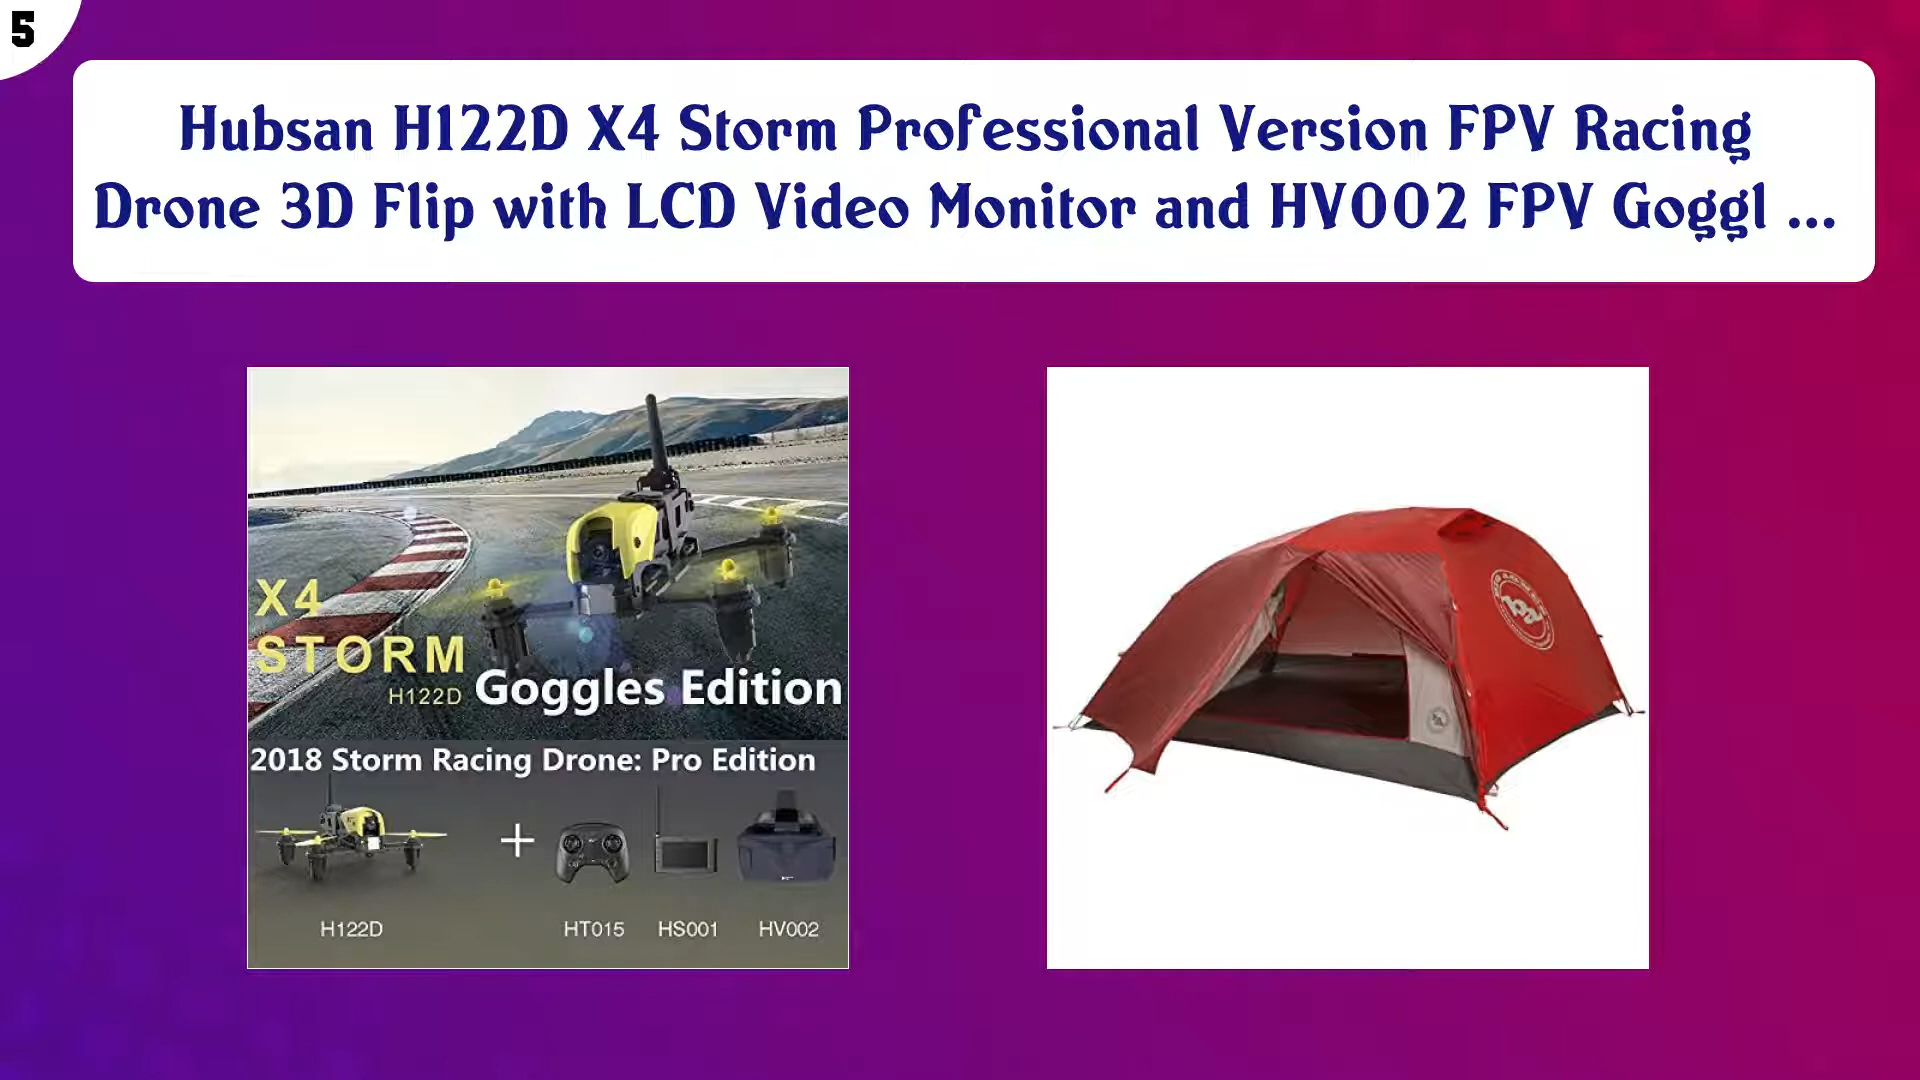 5
Hubsan H122D X4 Storm Professional Version FPV Racing
Drone 3D Flip with LCD Video Monitor and HV002 FPV Goggl ...
X4
STORM
H122D Goggles Edition
2018 Storm Racing Drone: Pro Edition
+
H122D HT015 HS001 HV002